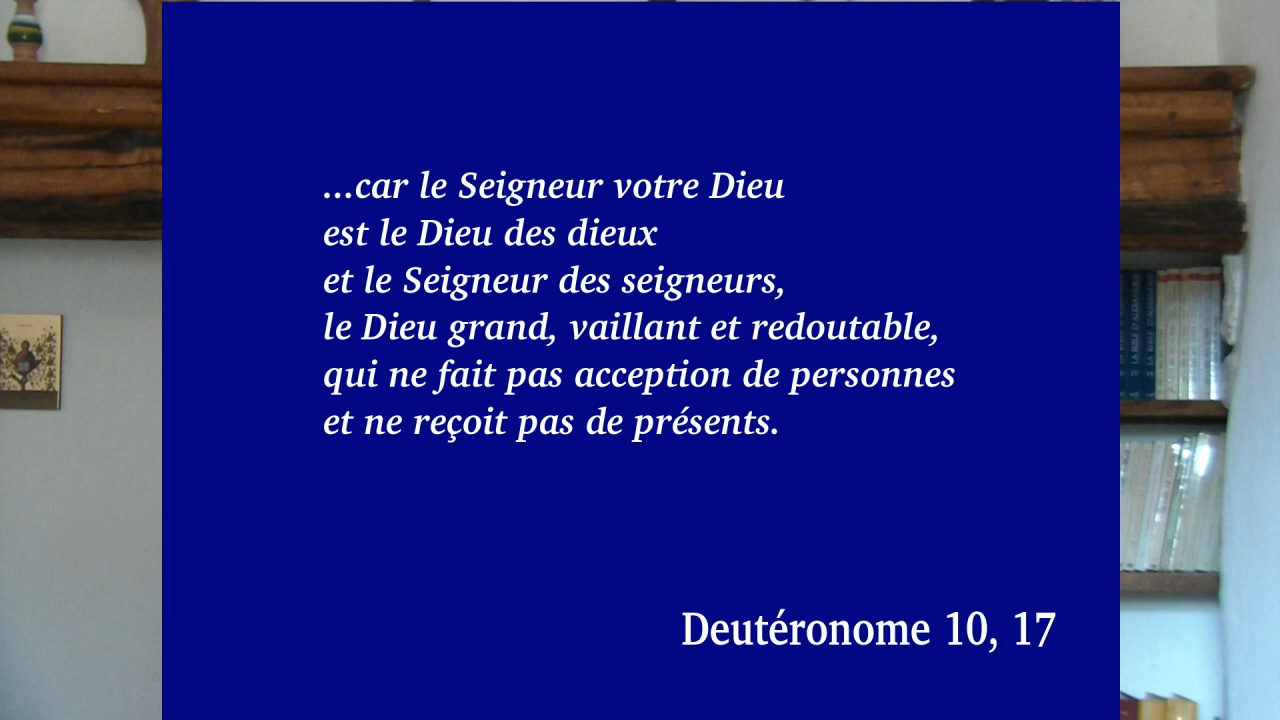 ...car le Seigneur votre Dieu
est le Dieu des dieux
et le Seigneur des seigneurs,
le Dieu grand, vaillant et redoutable,
qui ne fait pas acception de personnes
et ne reçoit pas de présents.
Deutéronome 10, 17